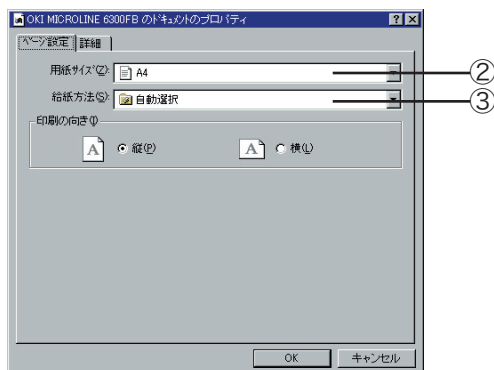 OKI MICROLINE 6300FB のドキュメントのプロパティ
ページ設定 詳細
用紙サイズ(Z): A4 ②
給紙方法(S): 自動選択 ③
印刷の向き(I)
A 縦(P) A 横(L)
OK キャンセル